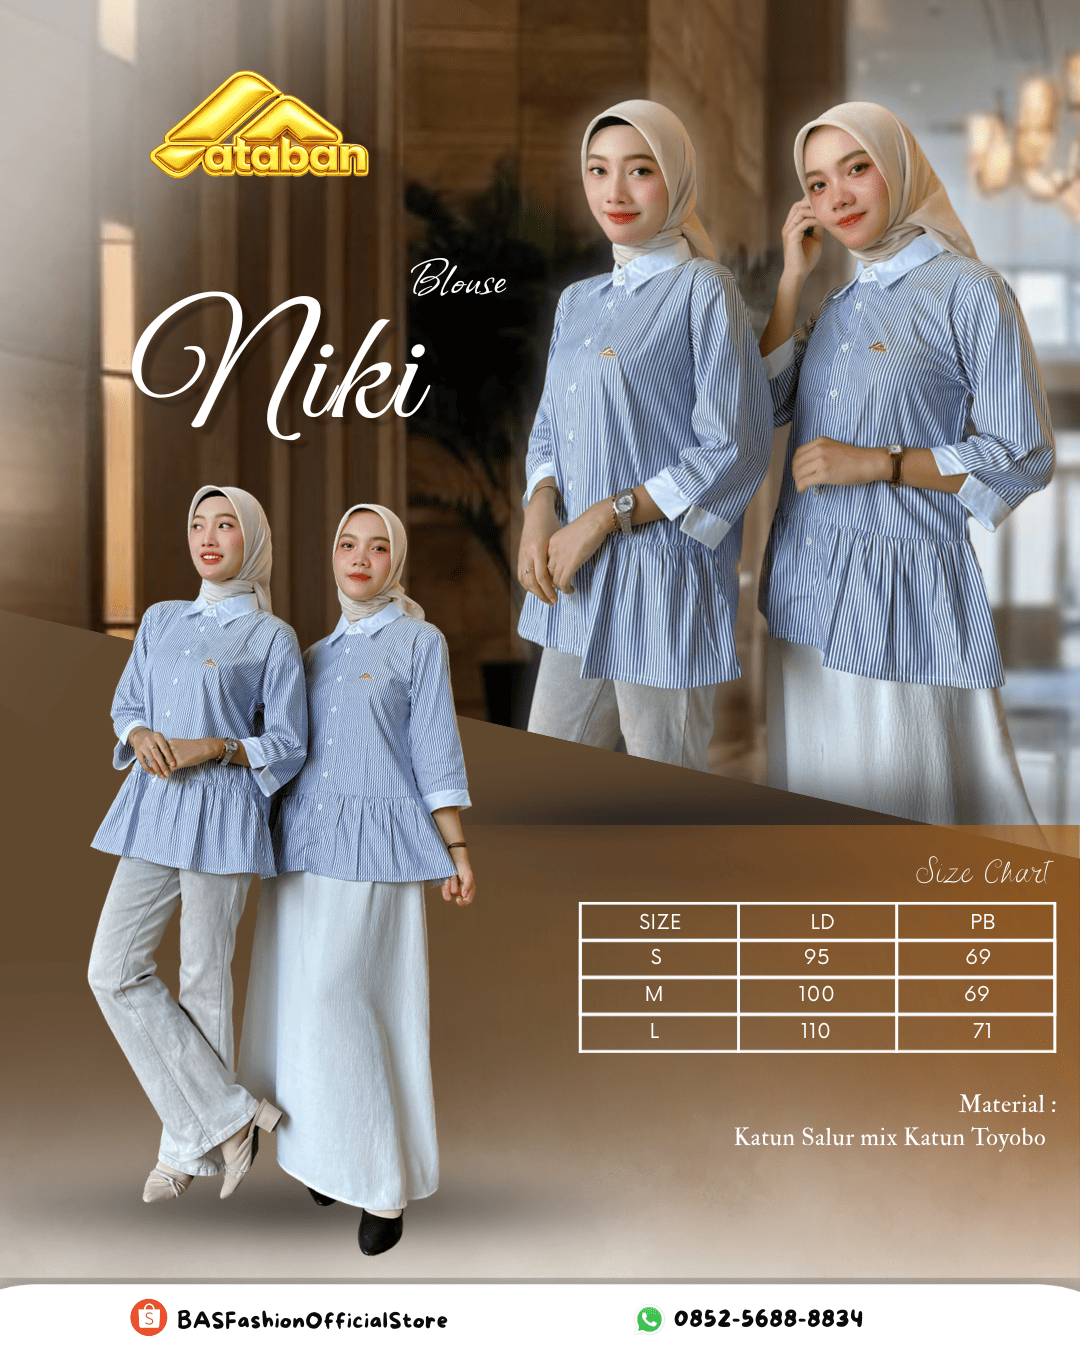 ataban
Blouse
Niki
Size Chart
SIZE LD PB
S 95 69
M 100 69
L 110 71
Material :
Katun Salur mix Katun Toyobo
BASFashionOfficialStore
0852-5688-8834